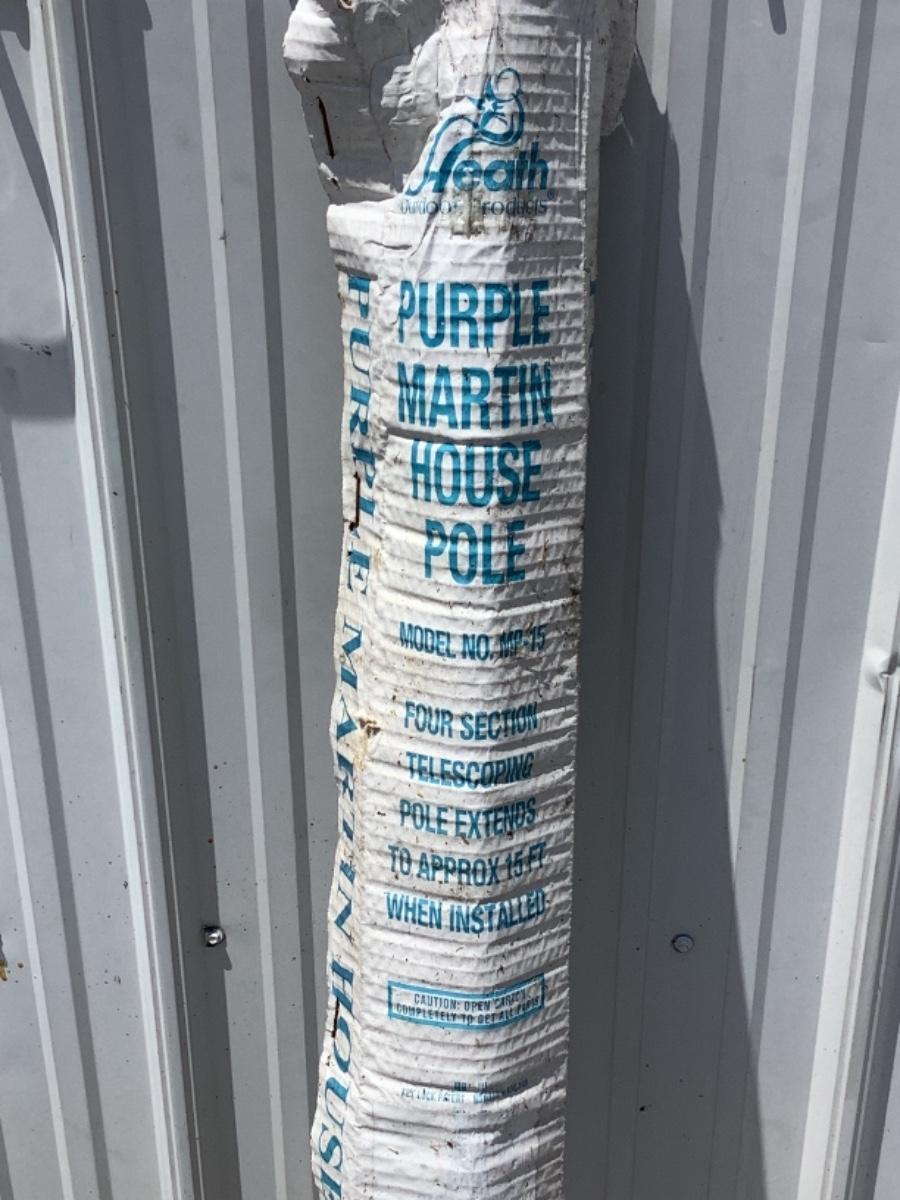 Heath
Outdoor Products
PURPLE
MARTIN
HOUSE
POLE
MODEL NO. MP-15
FOUR SECTION
TELESCOPING
POLE EXTENDS
TO APPROX 15 FT
WHEN INSTALLED
CAUTION: OPEN CARTON
COMPLETELY TO GET ALL PARTS
PURPLE MARTIN HOUSE